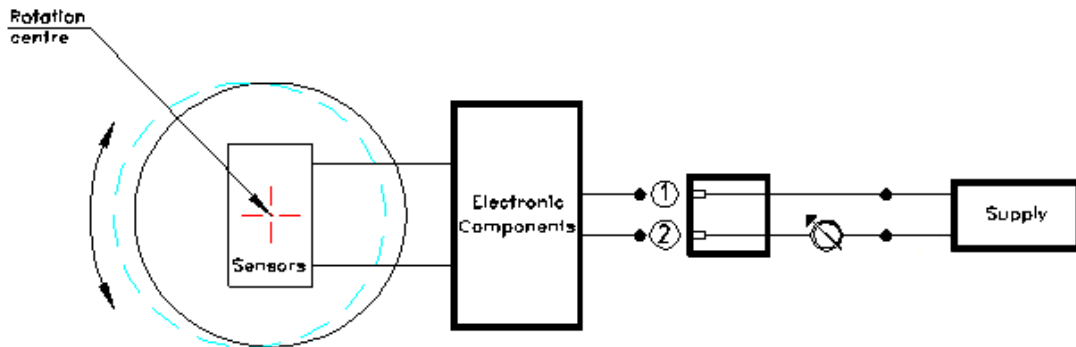 Rotation
centre
Sensors
Electronic
Components
1
2
Supply